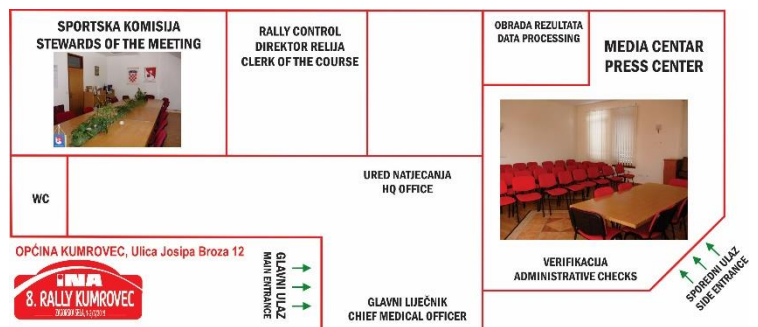 SPORTSKA KOMISIJA
STEWARDS OF THE MEETING
RALLY CONTROL
DIREKTOR RELIJA
CLERK OF THE COURSE
OBRADA REZULTATA
DATA PROCESSING
MEDIA CENTAR
PRESS CENTER
WC
URED NATJECANJA
HQ OFFICE
OPĆINA KUMROVEC, Ulica Josipa Broza 12
INA
8. RALLY KUMROVEC
GLAVNI ULAZ
MAIN ENTRANCE
GLAVNI LIJEČNIK
CHIEF MEDICAL OFFICER
VERIFIKACIJA
ADMINISTRATIVE CHECKS
SPOREDNI ULAZ
SIDE ENTRANCE